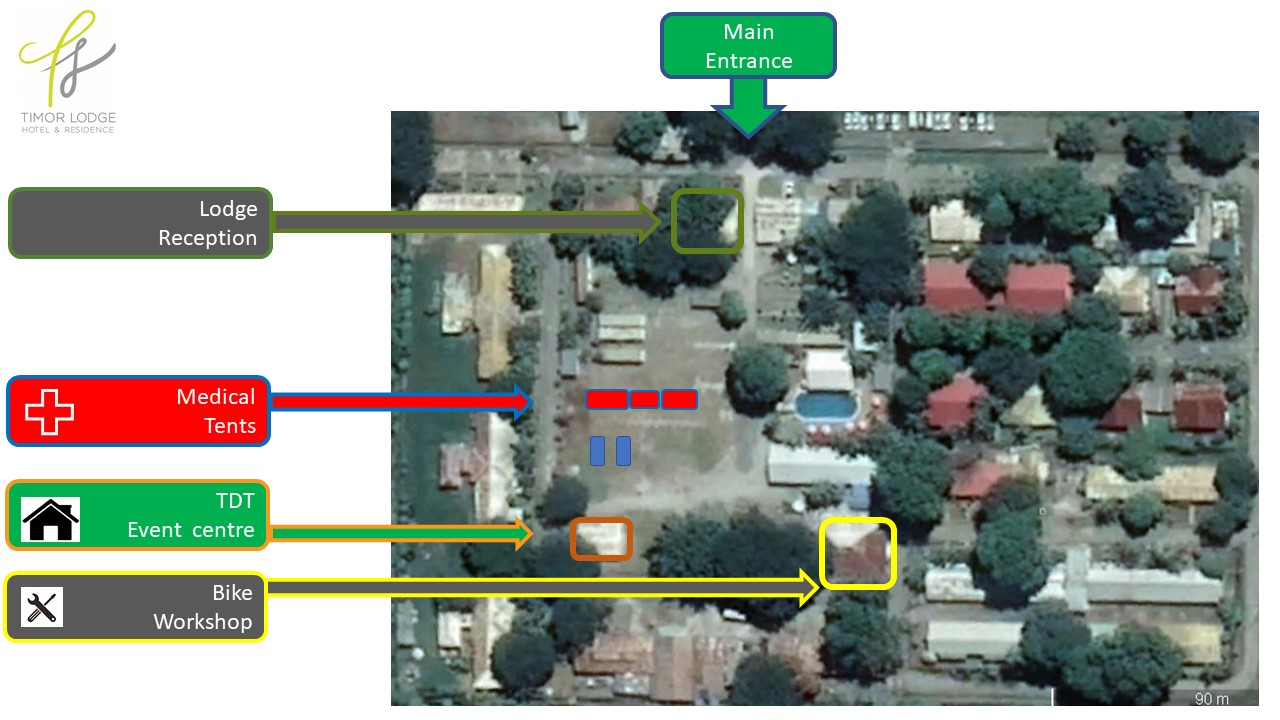 TIMOR LODGE
HOTEL & RESIDENCE
Main
Entrance
Lodge
Reception
Medical
Tents
TDT
Event centre
Bike
Workshop
90 m